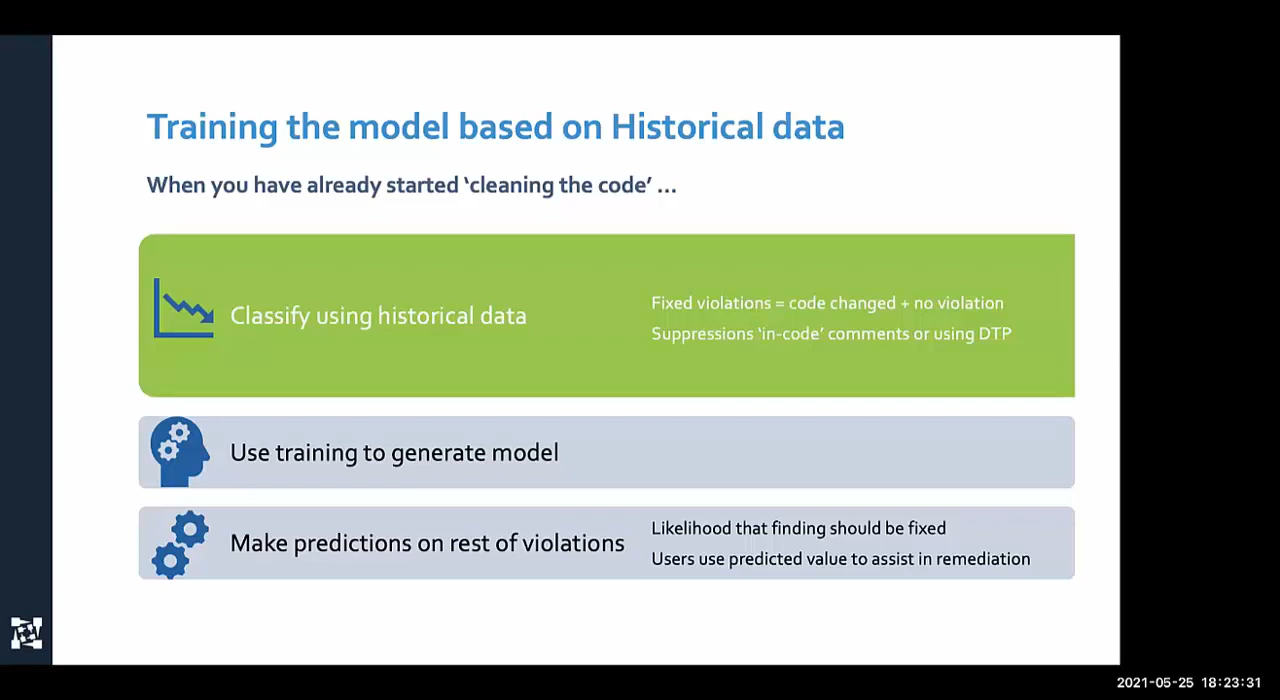 Training the model based on Historical data
When you have already started ‘cleaning the code’ ...
Classify using historical data
Fixed violations = code changed + no violation
Suppressions ‘in-code’ comments or using DTP
Use training to generate model
Make predictions on rest of violations
Likelihood that finding should be fixed
Users use predicted value to assist in remediation
2021-05-25 18:23:31